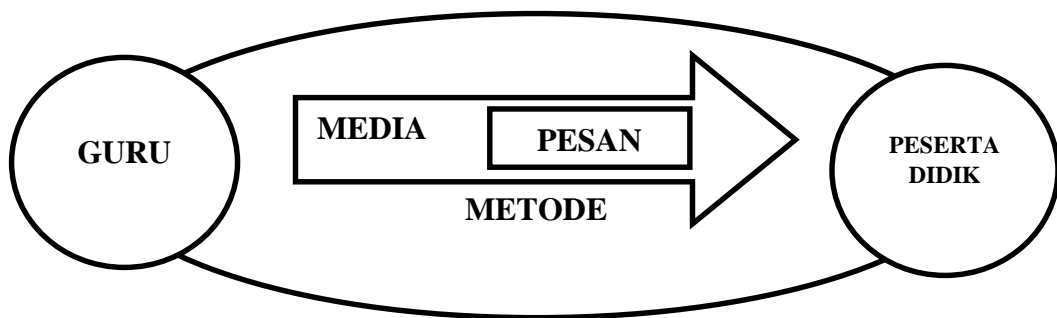 GURU
MEDIA
PESAN
METODE
PESERTA
DIDIK